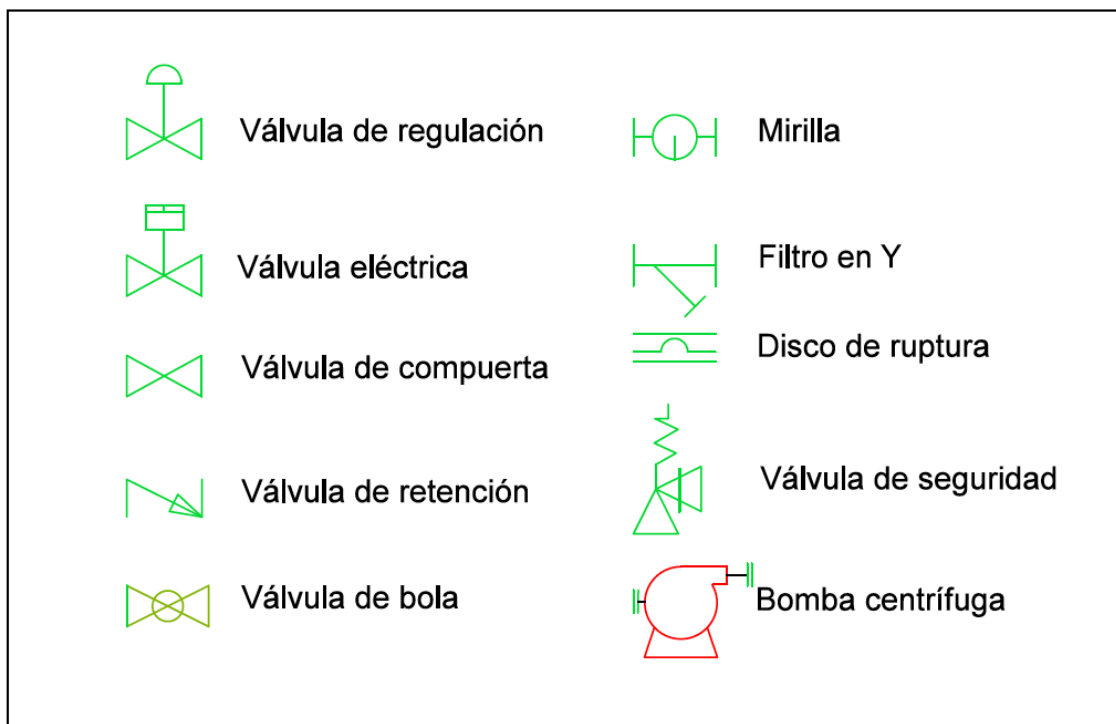 Válvula de regulación
Mirilla
Válvula eléctrica
Filtro en Y
Válvula de compuerta
Disco de ruptura
Válvula de retención
Válvula de seguridad
Válvula de bola
Bomba centrífuga